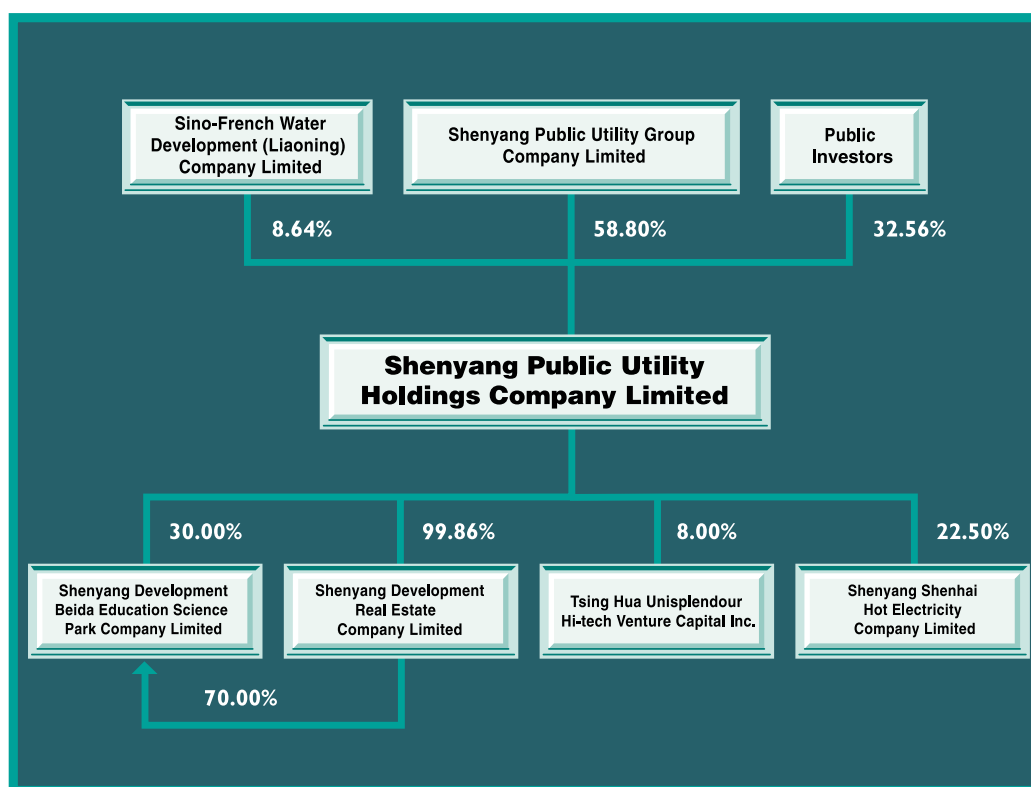 Sino-French Water
Development (Liaoning)
Company Limited
Shenyang Public Utility Group
Company Limited
Public
Investors
8.64%
58.80%
32.56%
Shenyang Public Utility
Holdings Company Limited
30.00%
99.86%
8.00%
22.50%
Shenyang Development
Beida Education Science
Park Company Limited
Shenyang Development
Real Estate
Company Limited
Tsing Hua Unisplendour
Hi-tech Venture Capital Inc.
Shenyang Shenhai
Hot Electricity
Company Limited
70.00%